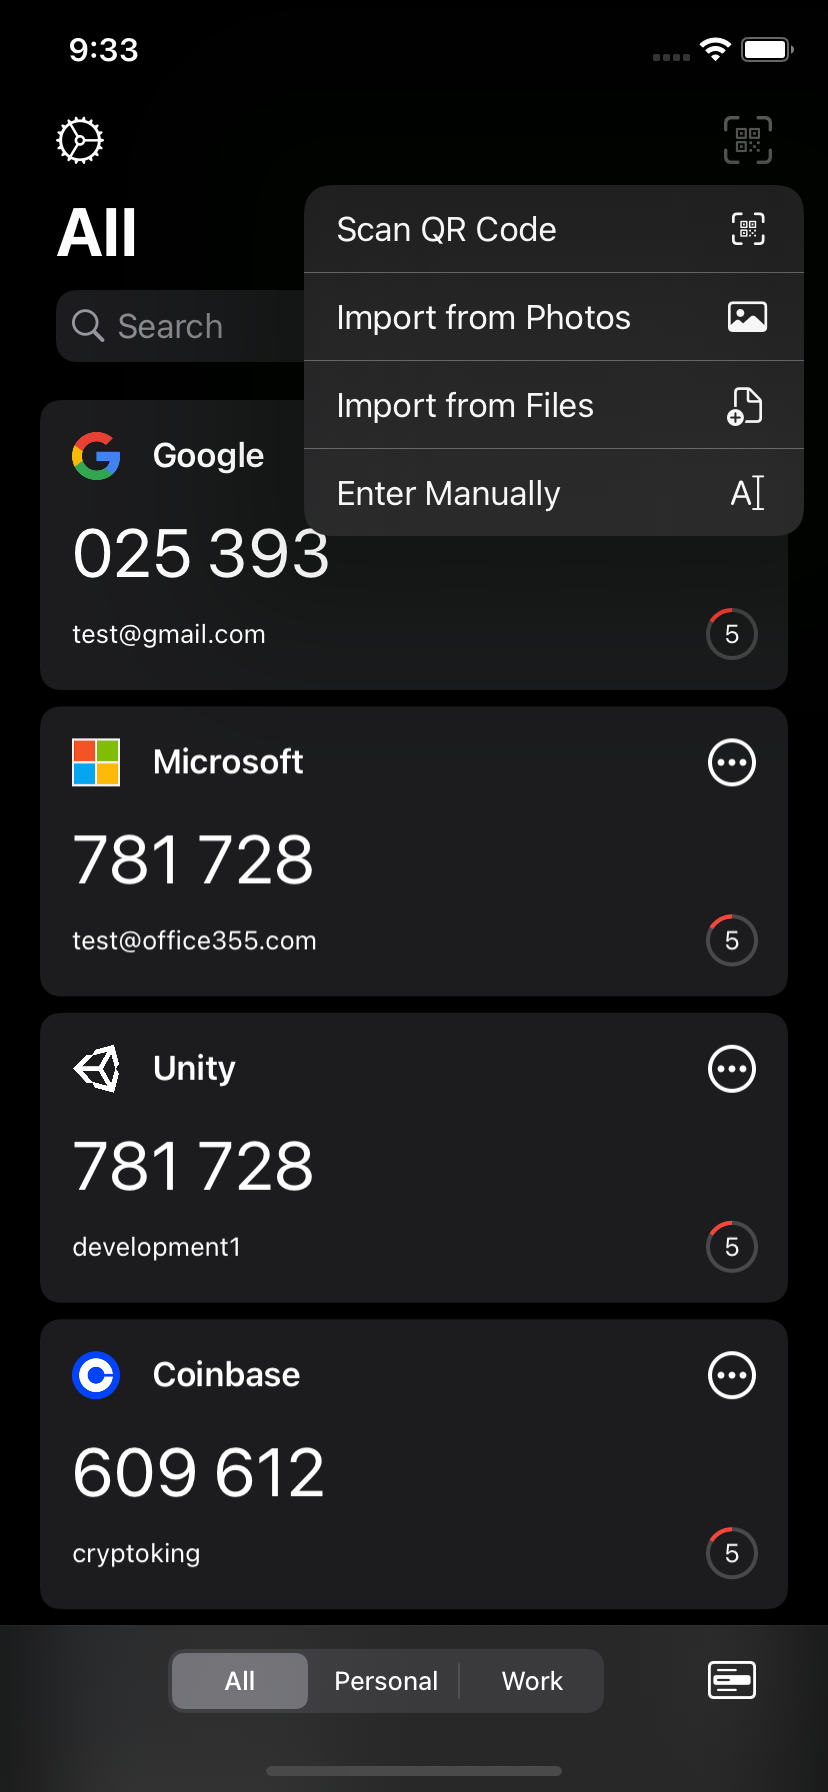 9:33
All
Scan QR Code
Import from Photos
Import from Files
Enter Manually
Search
Google
025 393
test@gmail.com
5
Microsoft
781 728
test@office355.com
5
Unity
781 728
development1
5
Coinbase
609 612
cryptoking
5
All Personal Work